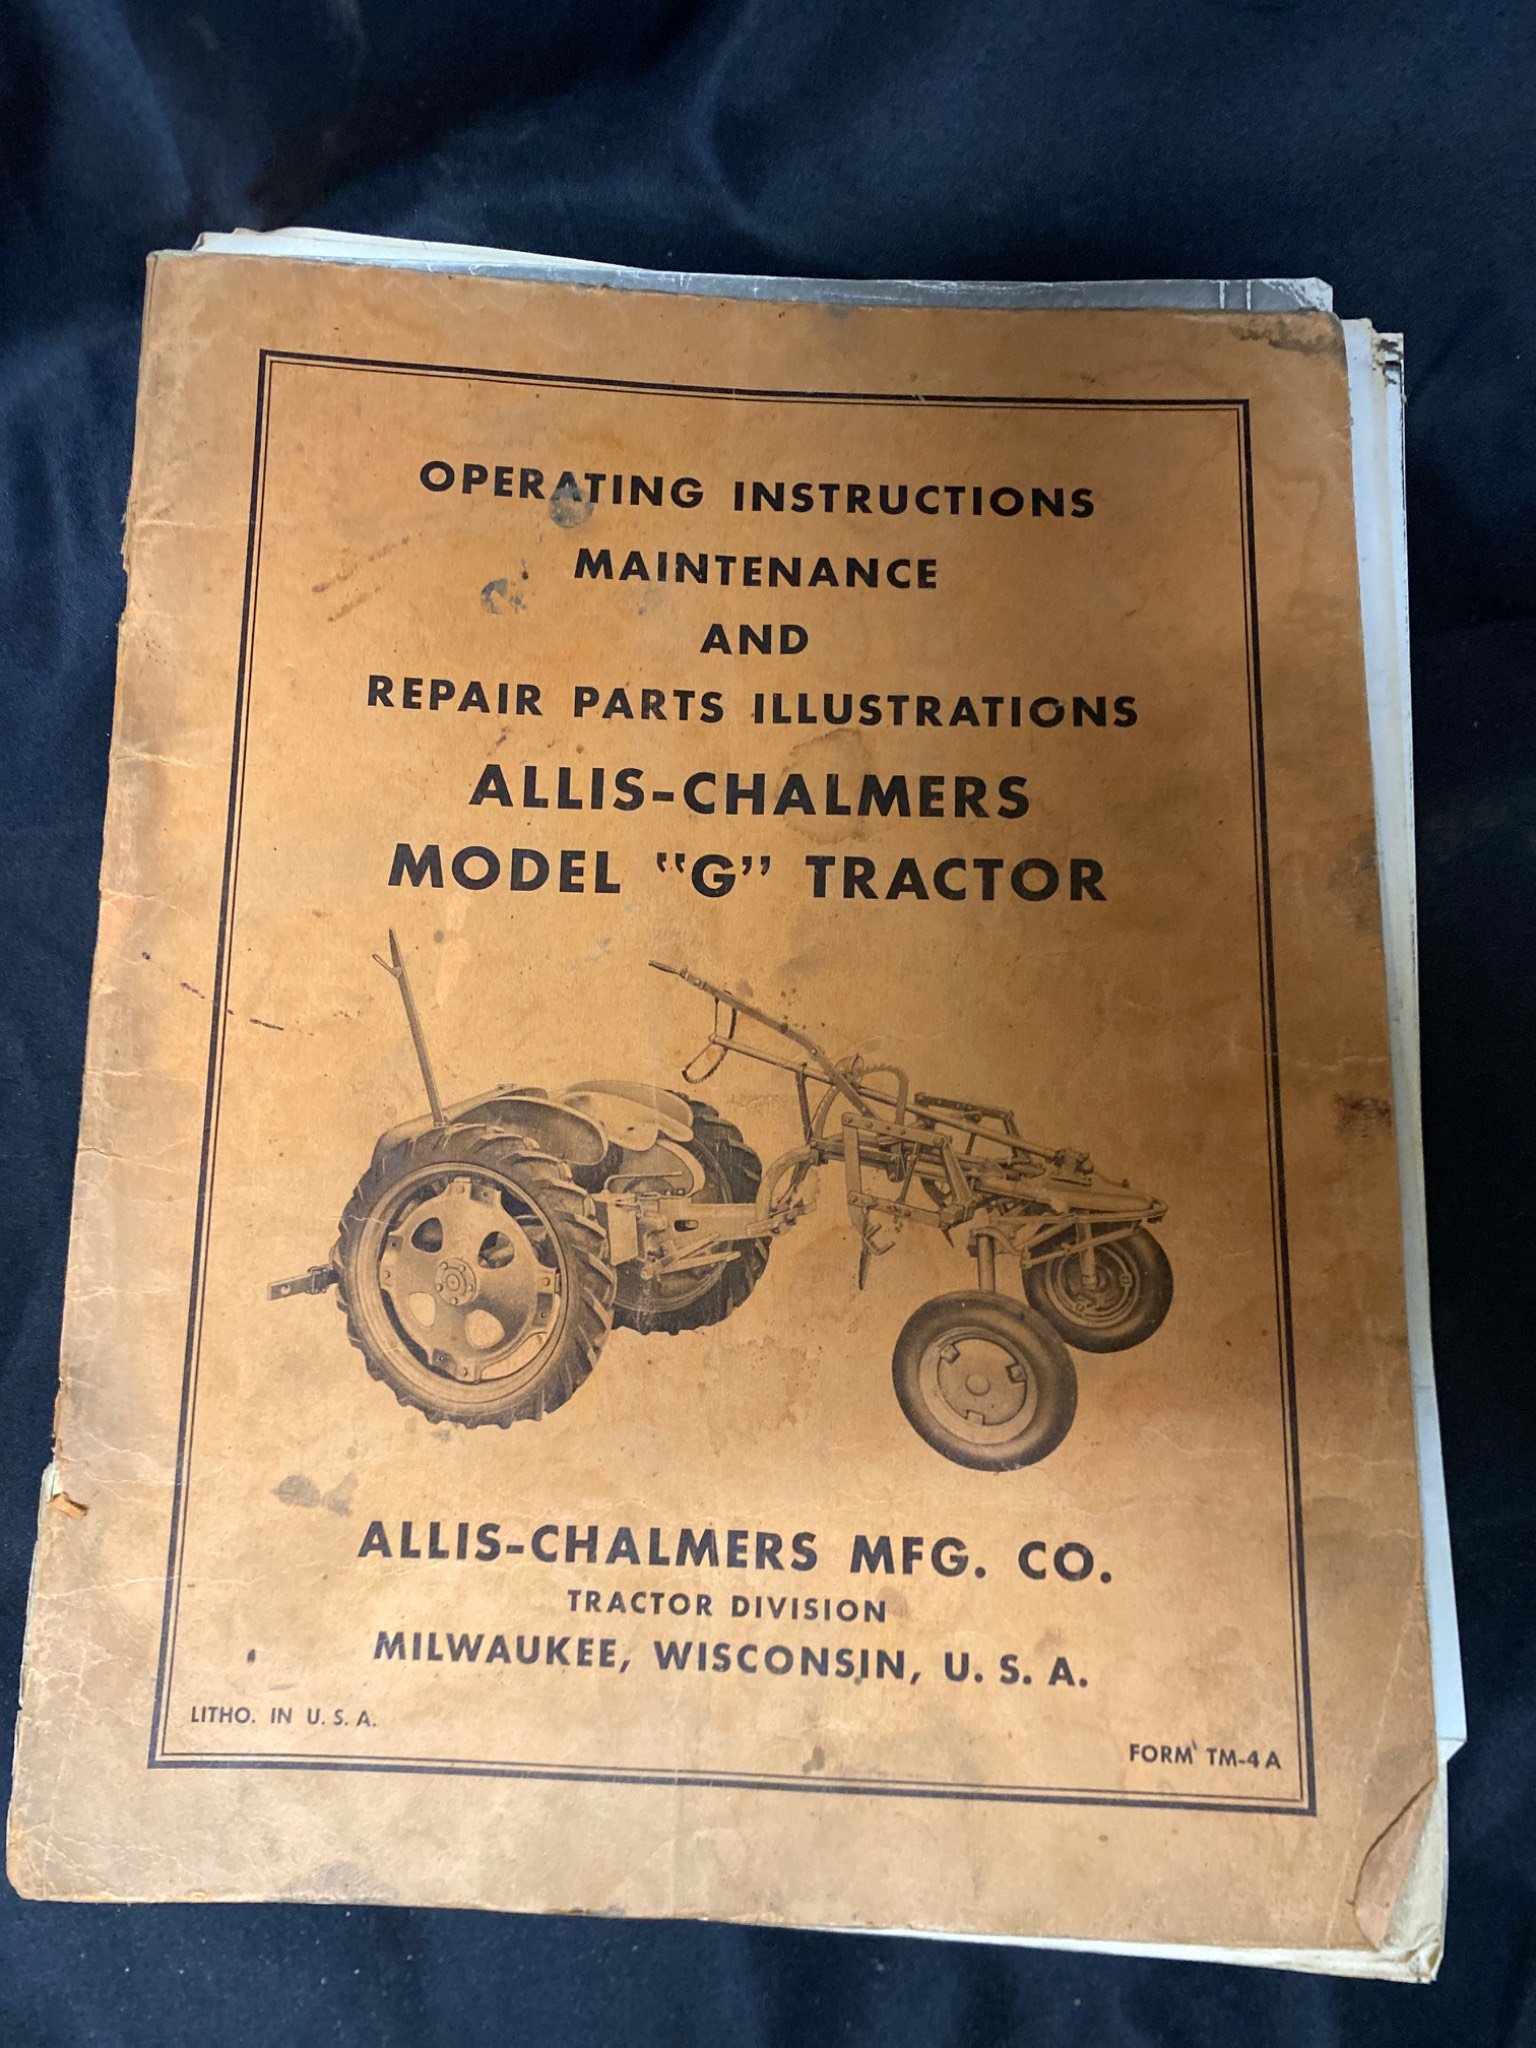 OPERATING INSTRUCTIONS
MAINTENANCE
AND
REPAIR PARTS ILLUSTRATIONS
ALLIS-CHALMERS
MODEL "G" TRACTOR
ALLIS-CHALMERS MFG. CO.
TRACTOR DIVISION
MILWAUKEE, WISCONSIN, U. S. A.
LITHO. IN U. S. A.
FORM TM-4 A